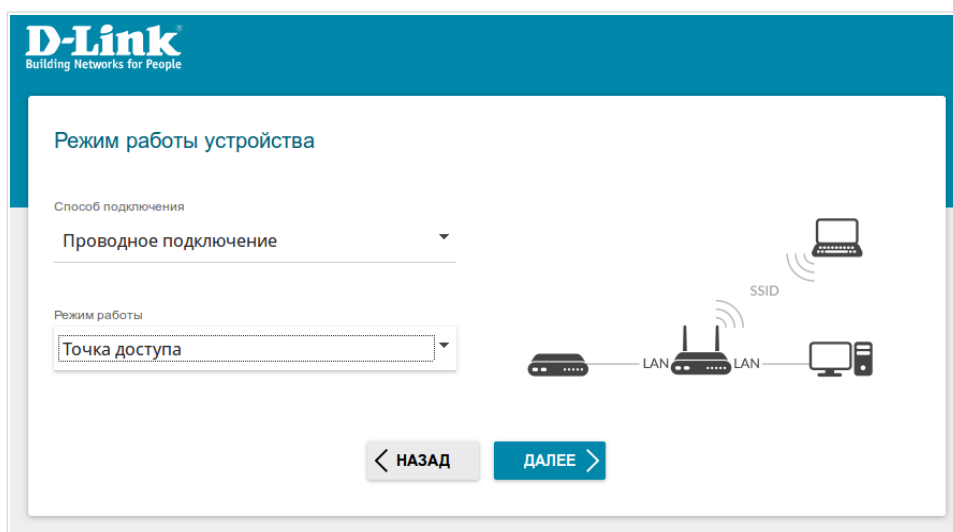 D-Link
Building Networks for People
Режим работы устройства
Способ подключения
Проводное подключение
Режим работы
Точка доступа
SSID
LAN
LAN
НАЗАД
ДАЛЕЕ